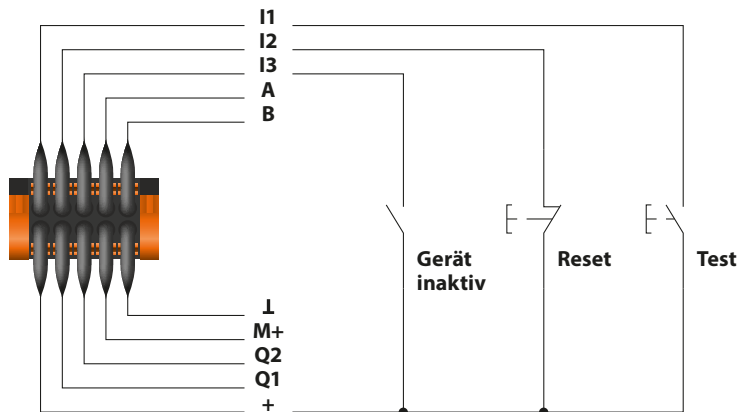 I1
I2
I3
A
B
Gerät
inaktiv
Reset
Test
⊥
M+
Q2
Q1
+